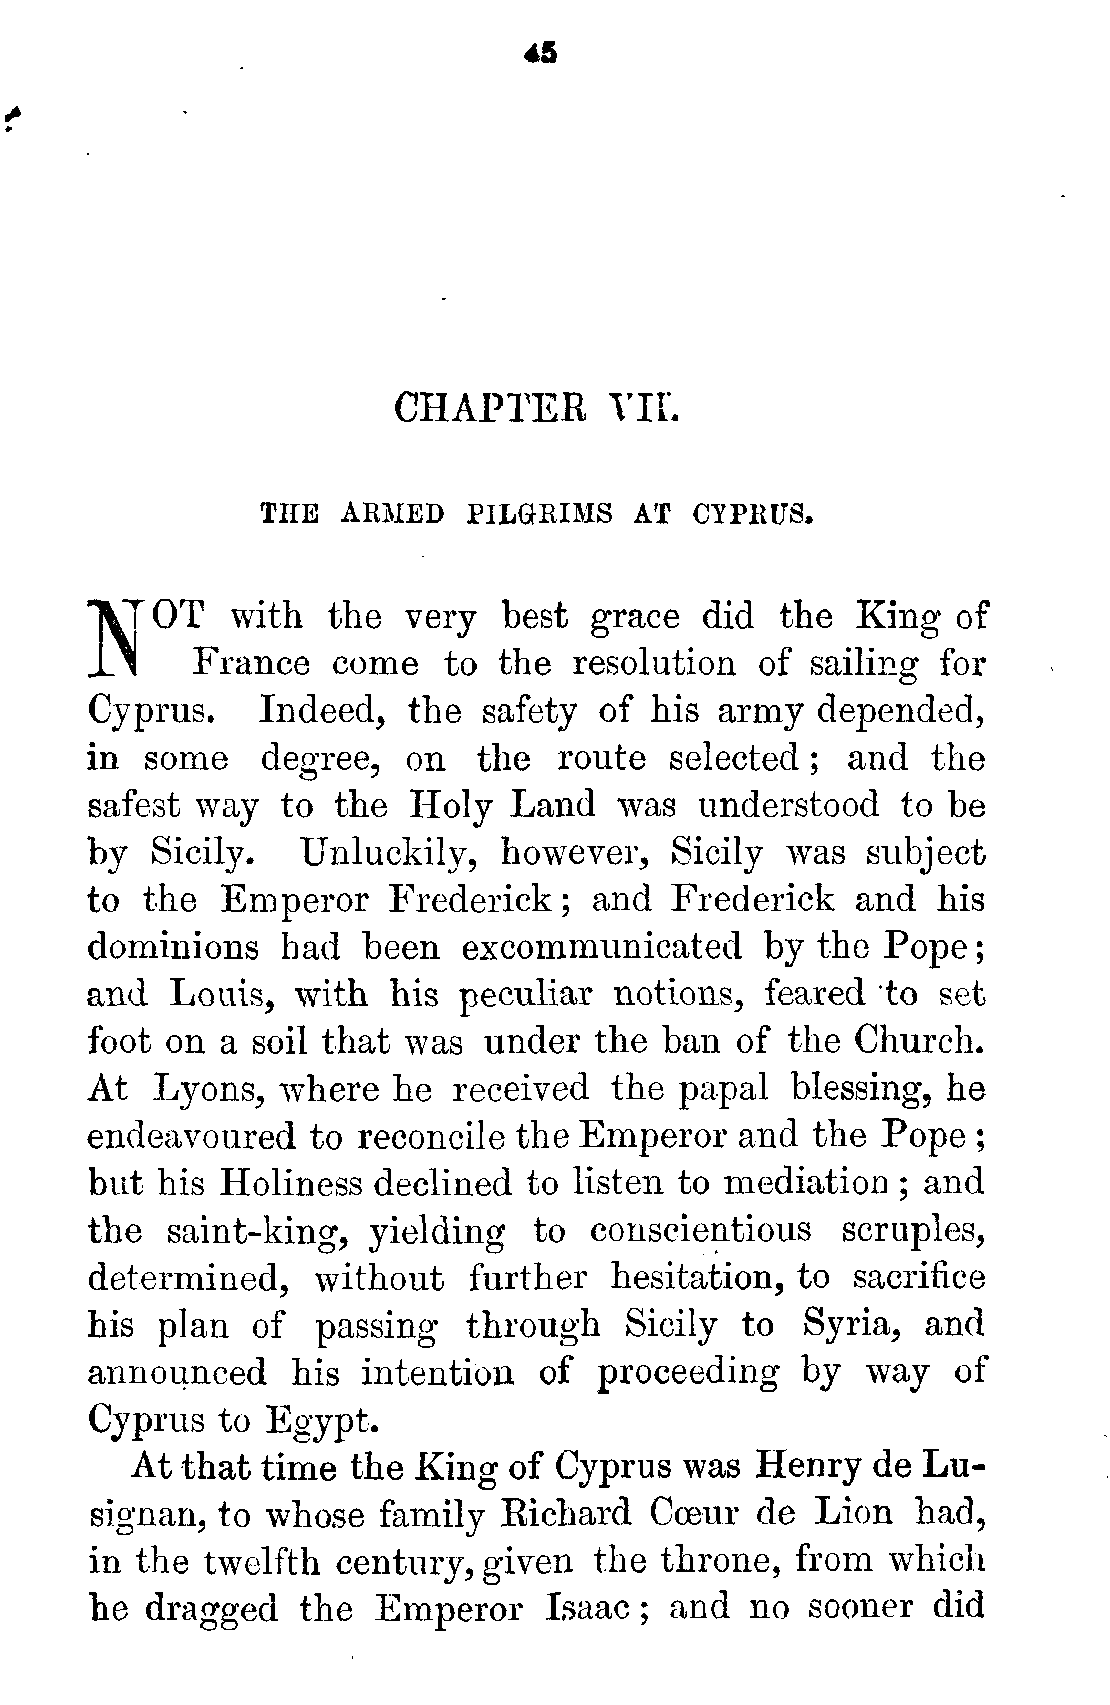 45
CHAPTER VII.
THE ARMED PILGRIMS AT CYPRUS.
NOT with the very best grace did the King of
France come to the resolution of sailing for
Cyprus. Indeed, the safety of his army depended,
in some degree, on the route selected; and the
safest way to the Holy Land was understood to be
by Sicily. Unluckily, however, Sicily was subject
to the Emperor Frederick; and Frederick and his
dominions had been excommunicated by the Pope;
and Louis, with his peculiar notions, feared to set
foot on a soil that was under the ban of the Church.
At Lyons, where he received the papal blessing, he
endeavoured to reconcile the Emperor and the Pope;
but his Holiness declined to listen to mediation; and
the saint-king, yielding to conscientious scruples,
determined, without further hesitation, to sacrifice
his plan of passing through Sicily to Syria, and
announced his intention of proceeding by way of
Cyprus to Egypt.
At that time the King of Cyprus was Henry de Lu-
signan, to whose family Richard Cœur de Lion had,
in the twelfth century, given the throne, from which
he dragged the Emperor Isaac; and no sooner did